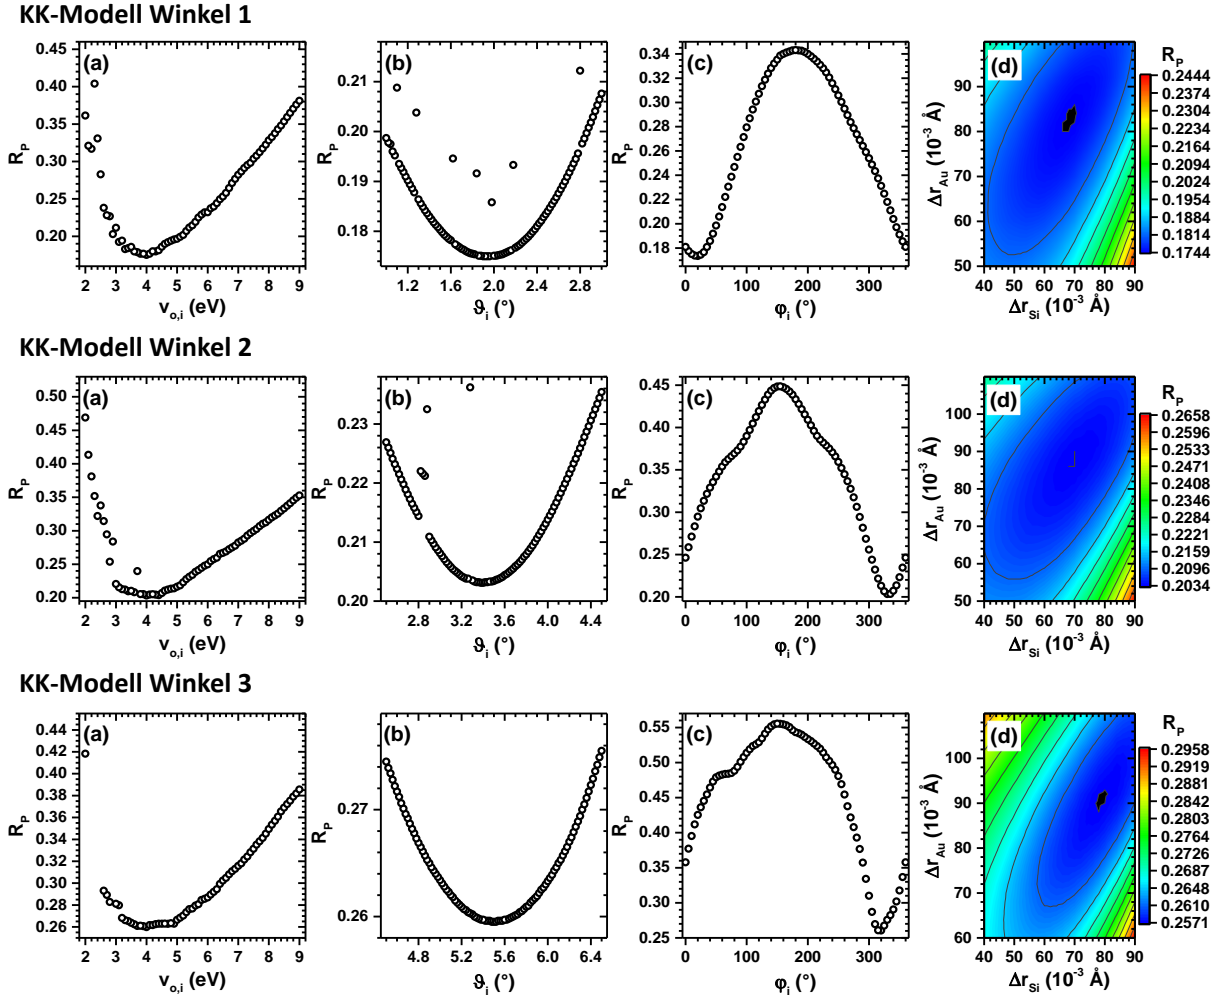 KK-Modell Winkel 1
(a)
0.45
0.40
0.35
0.30
0.25
0.20
R_P
2 3 4 5 6 7 8 9
v_o,i (eV)
(b)
0.21
0.20
0.19
0.18
R_P
1.2 1.6 2.0 2.4 2.8
ϑ_i (°)
(c)
0.34
0.32
0.30
0.28
0.26
0.24
0.22
0.20
0.18
R_P
0 100 200 300
φ_i (°)
(d)
90
80
70
60
50
Δr_Au (10^-3 Å)
40 50 60 70 80 90
Δr_Si (10^-3 Å)
R_P
0.2444
0.2374
0.2304
0.2234
0.2164
0.2094
0.2024
0.1954
0.1884
0.1814
0.1744
KK-Modell Winkel 2
(a)
0.50
0.45
0.40
0.35
0.30
0.25
0.20
R_P
2 3 4 5 6 7 8 9
v_o,i (eV)
(b)
0.23
0.22
0.21
0.20
R_P
2.8 3.2 3.6 4.0 4.4
ϑ_i (°)
(c)
0.45
0.40
0.35
0.30
0.25
0.20
R_P
0 100 200 300
φ_i (°)
(d)
100
90
80
70
60
50
Δr_Au (10^-3 Å)
40 50 60 70 80 90
Δr_Si (10^-3 Å)
R_P
0.2658
0.2596
0.2533
0.2471
0.2408
0.2346
0.2284
0.2221
0.2159
0.2096
0.2034
KK-Modell Winkel 3
(a)
0.44
0.42
0.40
0.38
0.36
0.34
0.32
0.30
0.28
0.26
R_P
2 3 4 5 6 7 8 9
v_o,i (eV)
(b)
0.27
0.26
R_P
4.8 5.2 5.6 6.0 6.4
ϑ_i (°)
(c)
0.55
0.50
0.45
0.40
0.35
0.30
0.25
R_P
0 100 200 300
φ_i (°)
(d)
100
90
80
70
60
Δr_Au (10^-3 Å)
40 50 60 70 80 90
Δr_Si (10^-3 Å)
R_P
0.2958
0.2919
0.2881
0.2842
0.2803
0.2764
0.2726
0.2687
0.2648
0.2610
0.2571